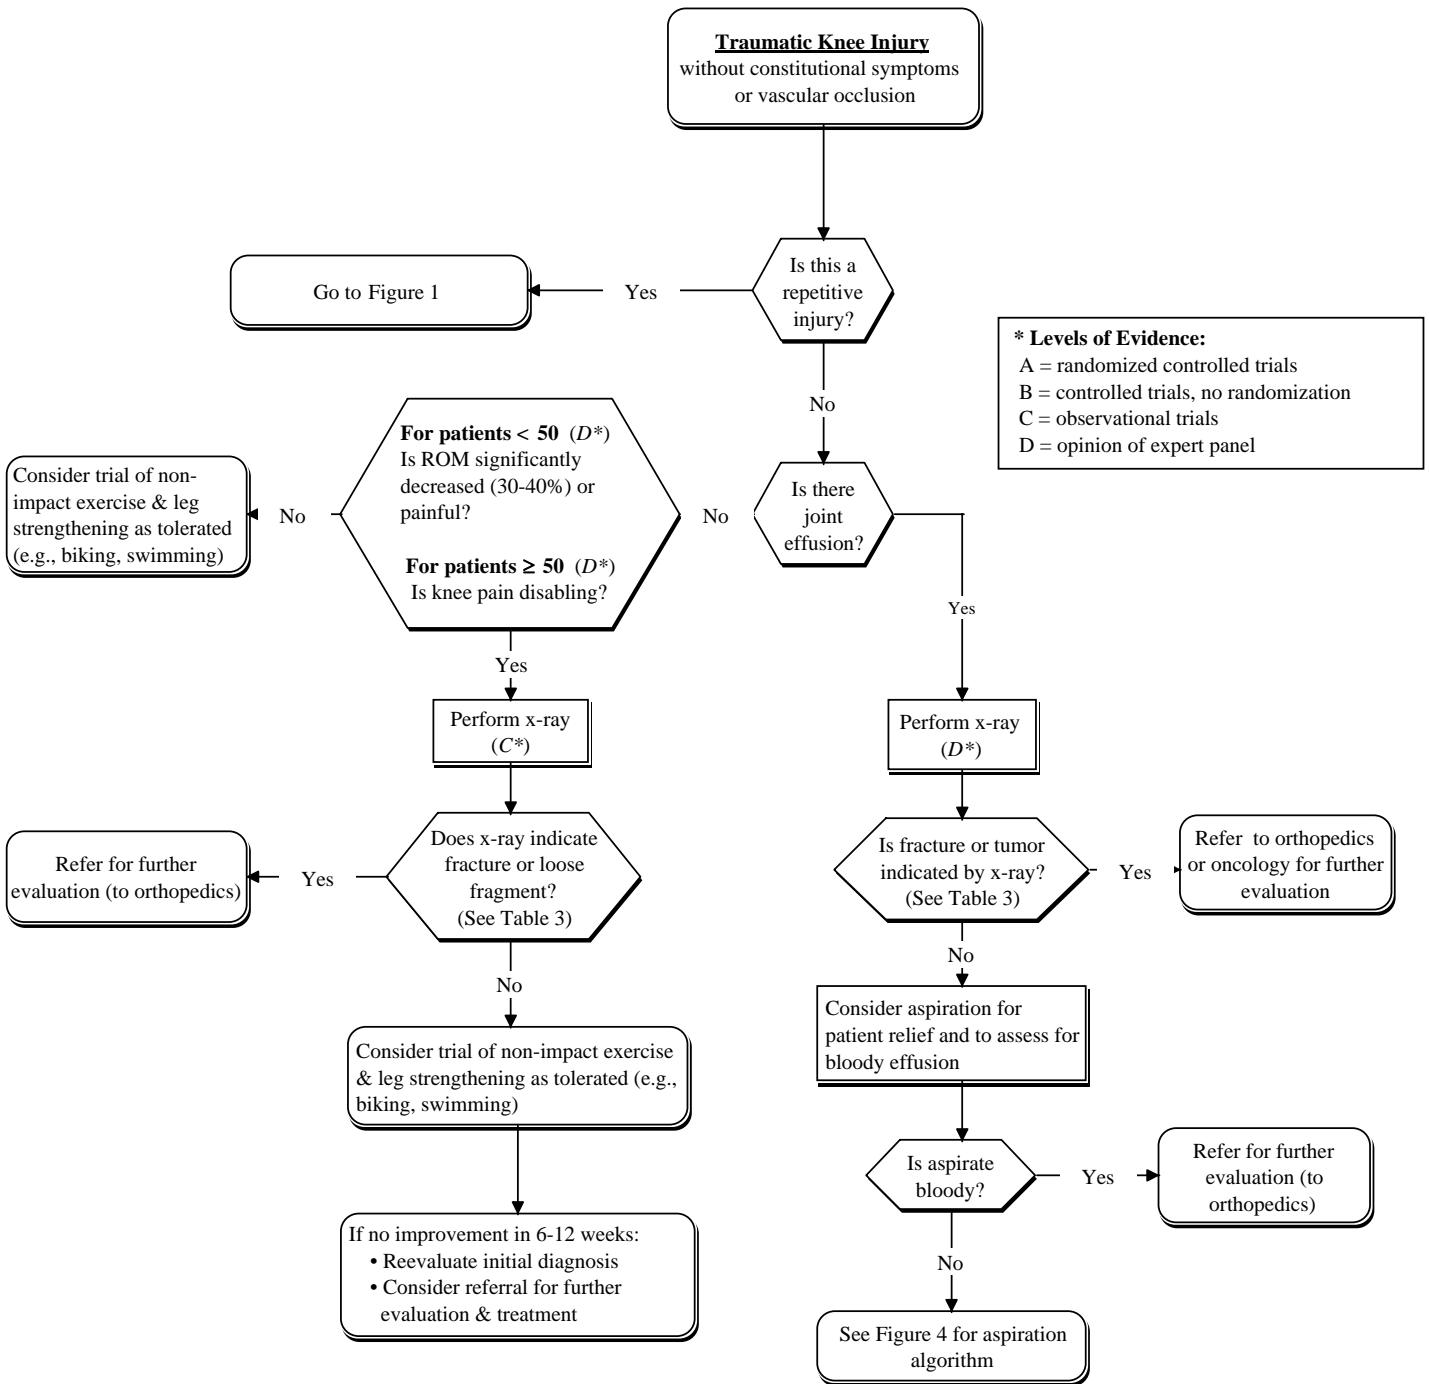 Traumatic Knee Injury
without constitutional symptoms
or vascular occlusion
Is this a
repetitive
injury?
Yes
Go to Figure 1
No
* Levels of Evidence:
A = randomized controlled trials
B = controlled trials, no randomization
C = observational trials
D = opinion of expert panel
Is there
joint
effusion?
No
For patients < 50 (D*)
Is ROM significantly
decreased (30-40%) or
painful?
For patients ≥ 50 (D*)
Is knee pain disabling?
No
Consider trial of non-
impact exercise & leg
strengthening as tolerated
(e.g., biking, swimming)
Yes
Perform x-ray
(C*)
Does x-ray indicate
fracture or loose
fragment?
(See Table 3)
Yes
Refer for further
evaluation (to orthopedics)
No
Consider trial of non-impact exercise
& leg strengthening as tolerated (e.g.,
biking, swimming)
If no improvement in 6-12 weeks:
• Reevaluate initial diagnosis
• Consider referral for further
evaluation & treatment
Yes
Perform x-ray
(D*)
Is fracture or tumor
indicated by x-ray?
(See Table 3)
Yes
Refer to orthopedics
or oncology for further
evaluation
No
Consider aspiration for
patient relief and to assess for
bloody effusion
Is aspirate
bloody?
Yes
Refer for further
evaluation (to
orthopedics)
No
See Figure 4 for aspiration
algorithm